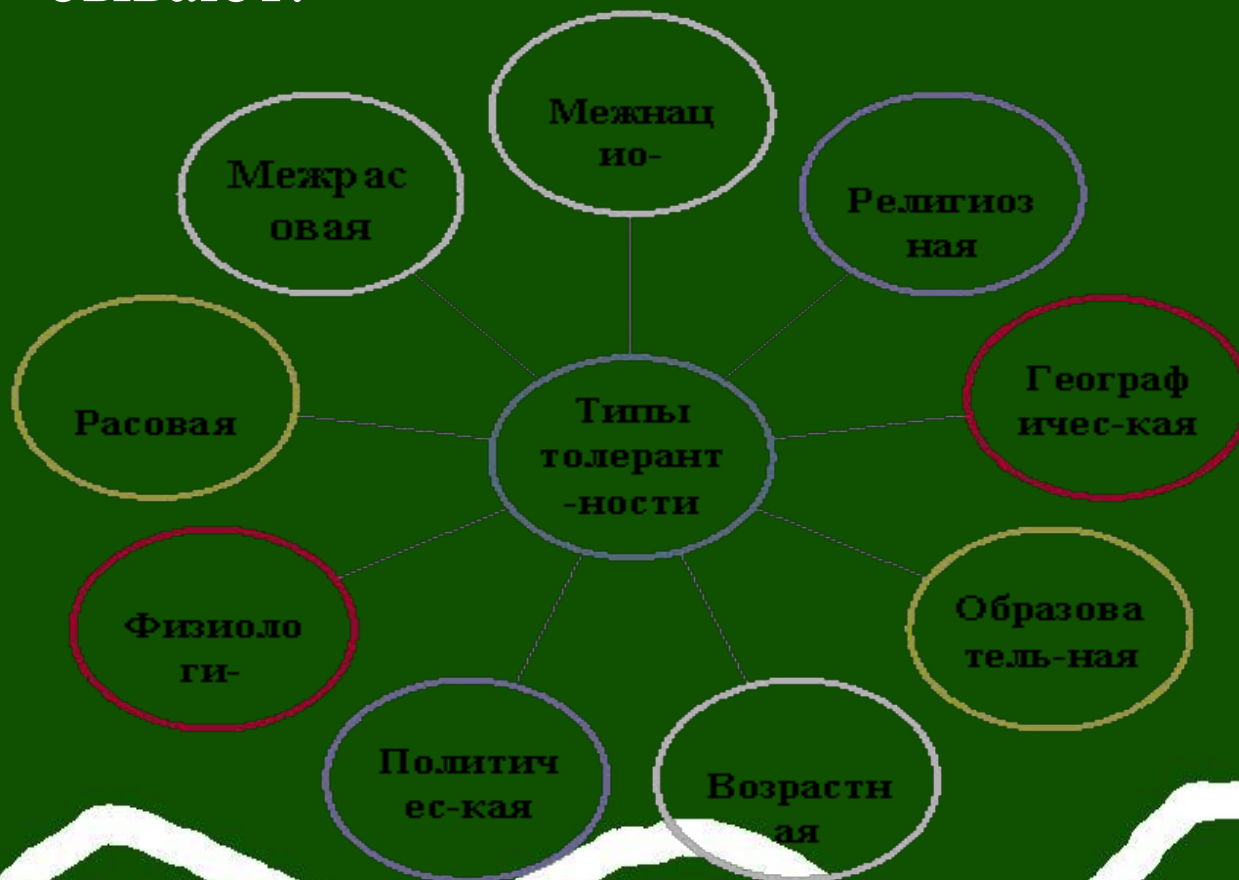 Межнац
ио-
Религиоз
ная
Географ
ичес-кая
Образова
тель-ная
Возрастн
ая
Политич
ес-кая
Физиоло
ги-
Расовая
Межрас
овая
Типы
толерант
-ности